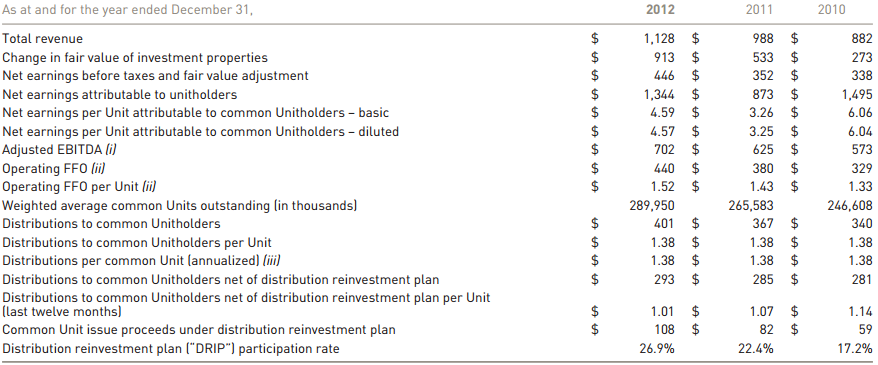 As at and for the year ended December 31, 2012 2011 2010
Total revenue $ 1,128 $ 988 $ 882
Change in fair value of investment properties $ 913 $ 533 $ 273
Net earnings before taxes and fair value adjustment $ 446 $ 352 $ 338
Net earnings attributable to unitholders $ 1,344 $ 873 $ 1,495
Net earnings per Unit attributable to common Unitholders – basic $ 4.59 $ 3.26 $ 6.06
Net earnings per Unit attributable to common Unitholders – diluted $ 4.57 $ 3.25 $ 6.04
Adjusted EBITDA (i) $ 702 $ 625 $ 573
Operating FFO (ii) $ 440 $ 380 $ 329
Operating FFO per Unit (ii) $ 1.52 $ 1.43 $ 1.33
Weighted average common Units outstanding (in thousands) 289,950 265,583 246,608
Distributions to common Unitholders $ 401 $ 367 $ 340
Distributions to common Unitholders per Unit $ 1.38 $ 1.38 $ 1.38
Distributions per common Unit (annualized) (iii) $ 1.38 $ 1.38 $ 1.38
Distributions to common Unitholders net of distribution reinvestment plan $ 293 $ 285 $ 281
Distributions to common Unitholders net of distribution reinvestment plan per Unit
(last twelve months) $ 1.01 $ 1.07 $ 1.14
Common Unit issue proceeds under distribution reinvestment plan $ 108 $ 82 $ 59
Distribution reinvestment plan ("DRIP") participation rate 26.9% 22.4% 17.2%